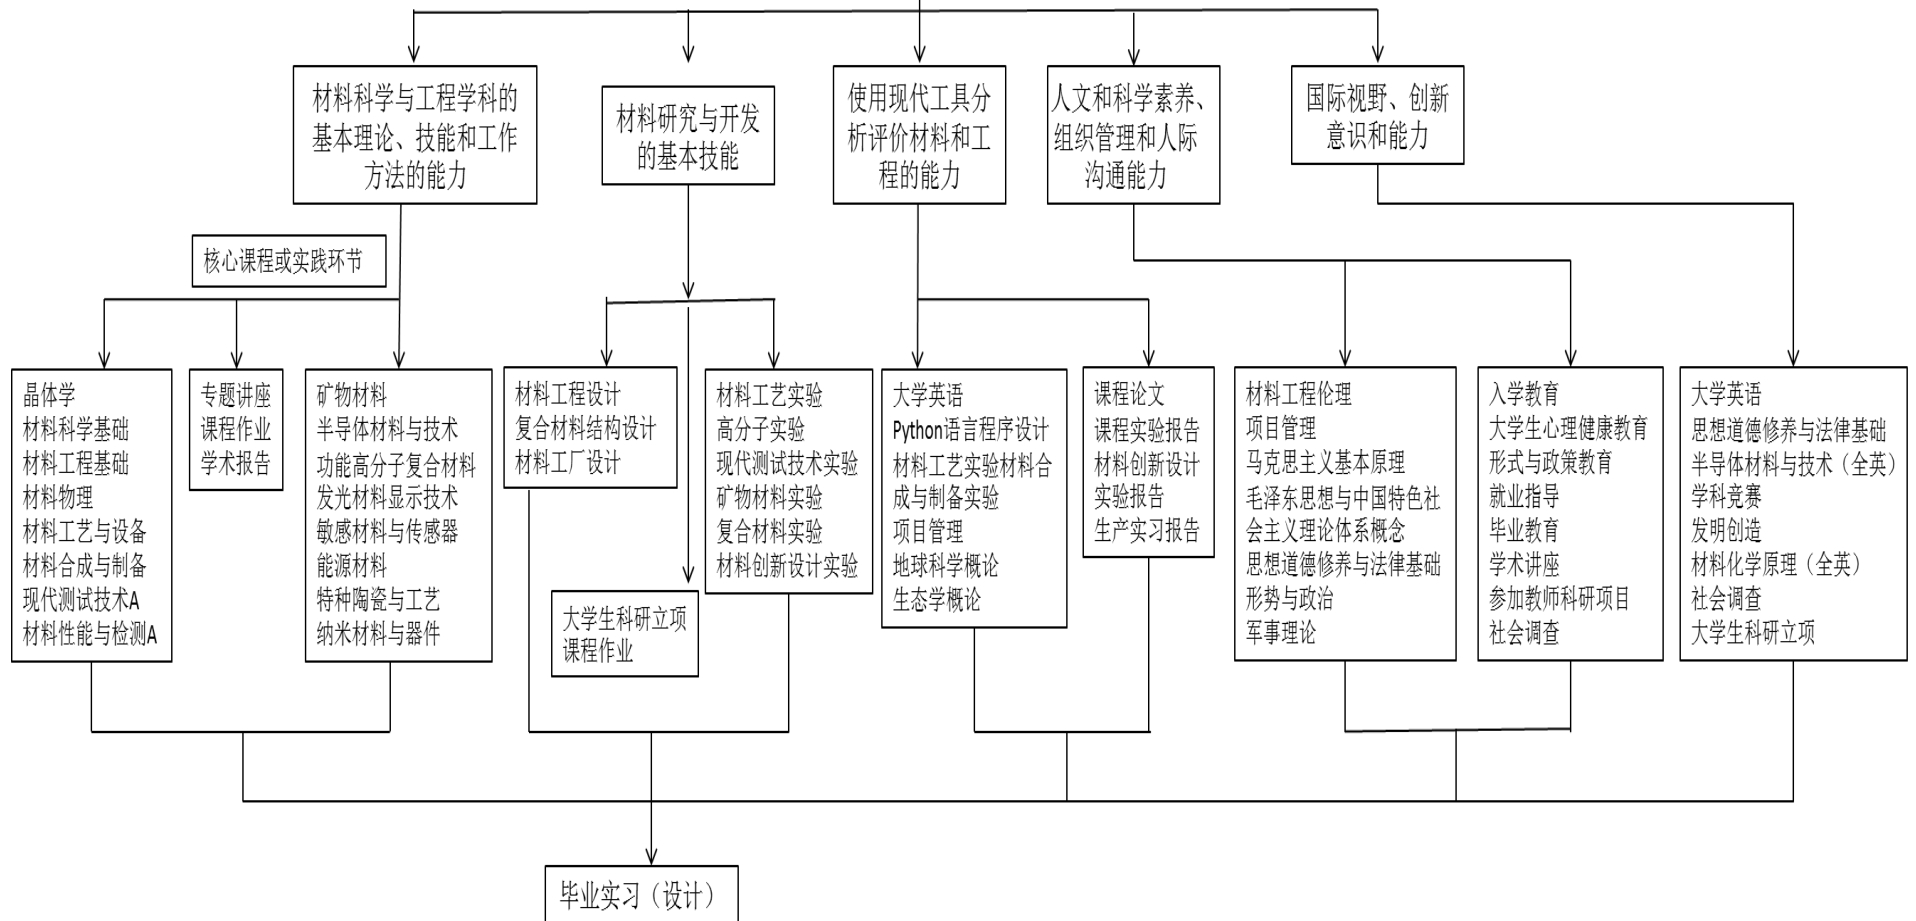 材料科学与工程学科的
基本理论、技能和工作
方法的能力
材料研究与开发
的基本技能
使用现代工具分
析评价材料和工
程的能力
人文和科学素养、
组织管理和人际
沟通能力
国际视野、创新
意识和能力
核心课程或实践环节
晶体学
材料科学基础
材料工程基础
材料物理
材料工艺与设备
材料合成与制备
现代测试技术A
材料性能与检测A
专题讲座
课程作业
学术报告
矿物材料
半导体材料与技术
功能高分子复合材料
发光材料显示技术
敏感材料与传感器
能源材料
特种陶瓷与工艺
纳米材料与器件
材料工程设计
复合材料结构设计
材料工厂设计
大学生科研立项
课程作业
材料工艺实验
高分子实验
现代测试技术实验
矿物材料实验
复合材料实验
材料创新设计实验
大学英语
Python语言程序设计
材料工艺实验材料合
成与制备实验
项目管理
地球科学概论
生态学概论
课程论文
课程实验报告
材料创新设计
实验报告
生产实习报告
材料工程伦理
项目管理
马克思主义基本原理
毛泽东思想与中国特色社
会主义理论体系概念
思想道德修养与法律基础
形势与政治
军事理论
入学教育
大学生心理健康教育
形式与政策教育
就业指导
毕业教育
学术讲座
参加教师科研项目
社会调查
大学英语
思想道德修养与法律基础
半导体材料与技术（全英）
学科竞赛
发明创造
材料化学原理（全英）
社会调查
大学生科研立项
毕业实习（设计）